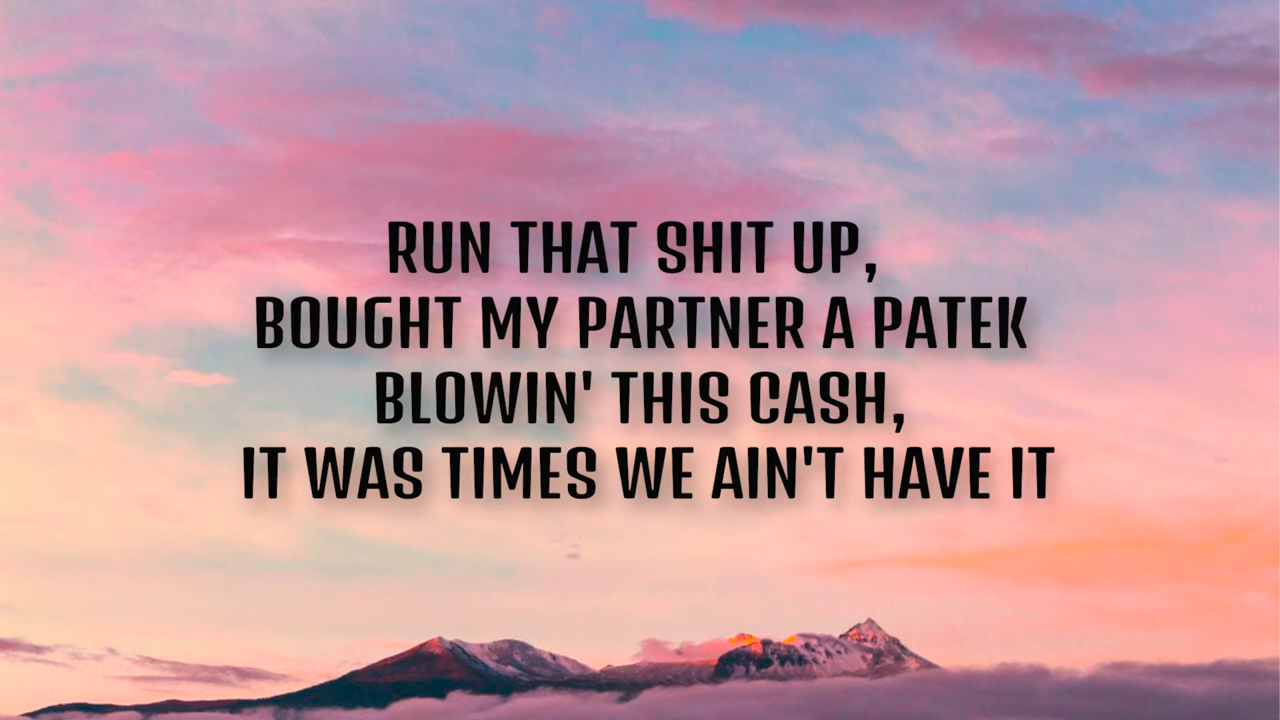 RUN THAT SHIT UP,
BOUGHT MY PARTNER A PATEK
BLOWIN' THIS CASH,
IT WAS TIMES WE AIN'T HAVE IT